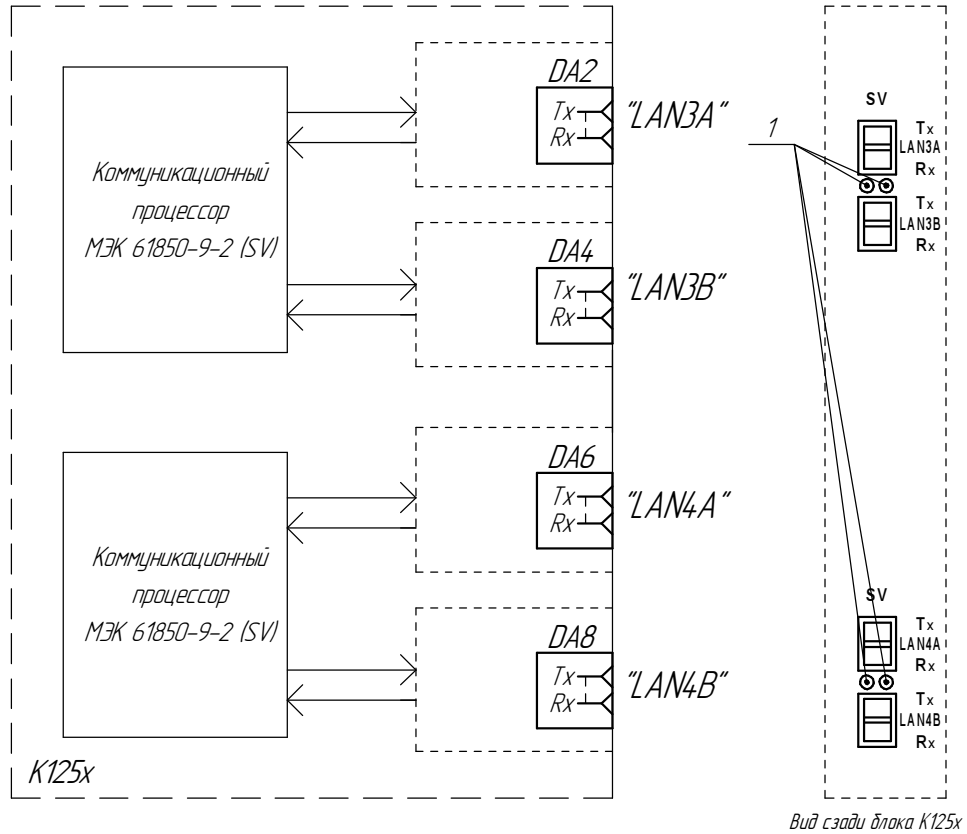 Коммуникационный
процессор
МЭК 61850-9-2 (SV)
DA2
Tx
Rx
"LAN3A"
DA4
Tx
Rx
"LAN3B"
Коммуникационный
процессор
МЭК 61850-9-2 (SV)
DA6
Tx
Rx
"LAN4A"
DA8
Tx
Rx
"LAN4B"
K125x
1
SV
Tx
LAN3A
Rx
Tx
LAN3B
Rx
SV
Tx
LAN4A
Rx
Tx
LAN4B
Rx
Вид сзади блока K125x